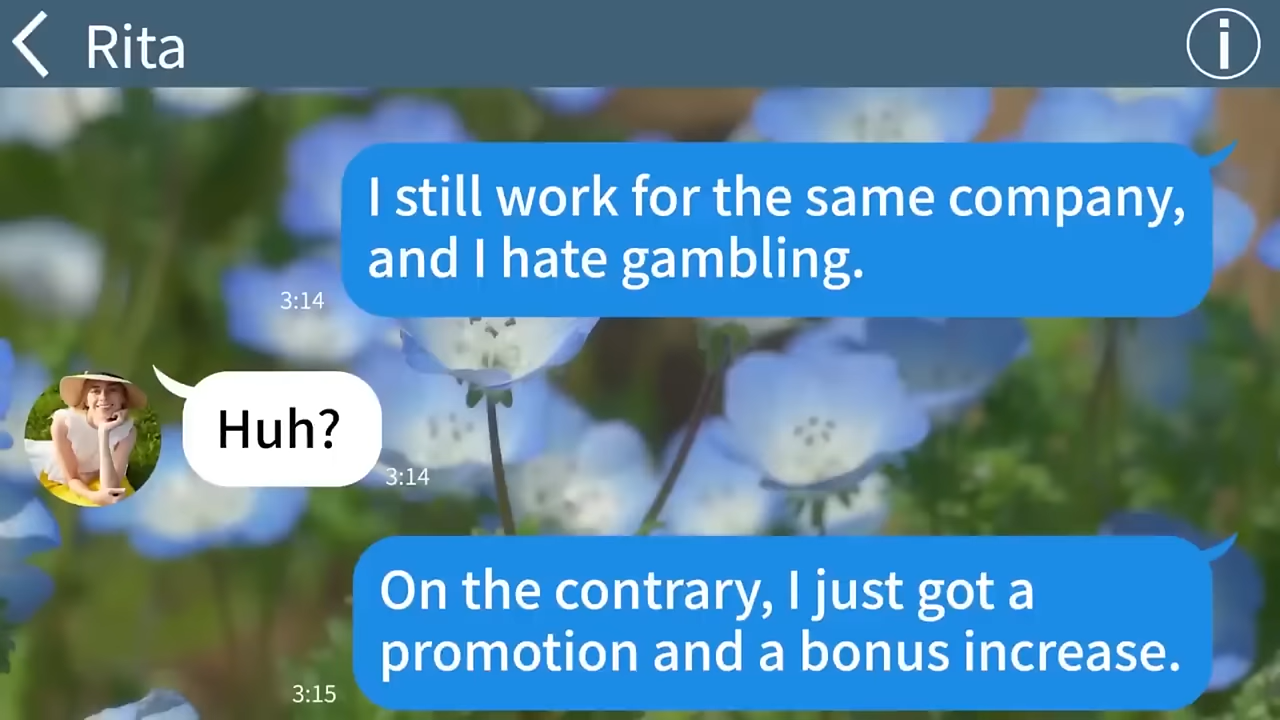 Rita
I still work for the same company,
and I hate gambling.
3:14
Huh?
3:14
On the contrary, I just got a
promotion and a bonus increase.
3:15